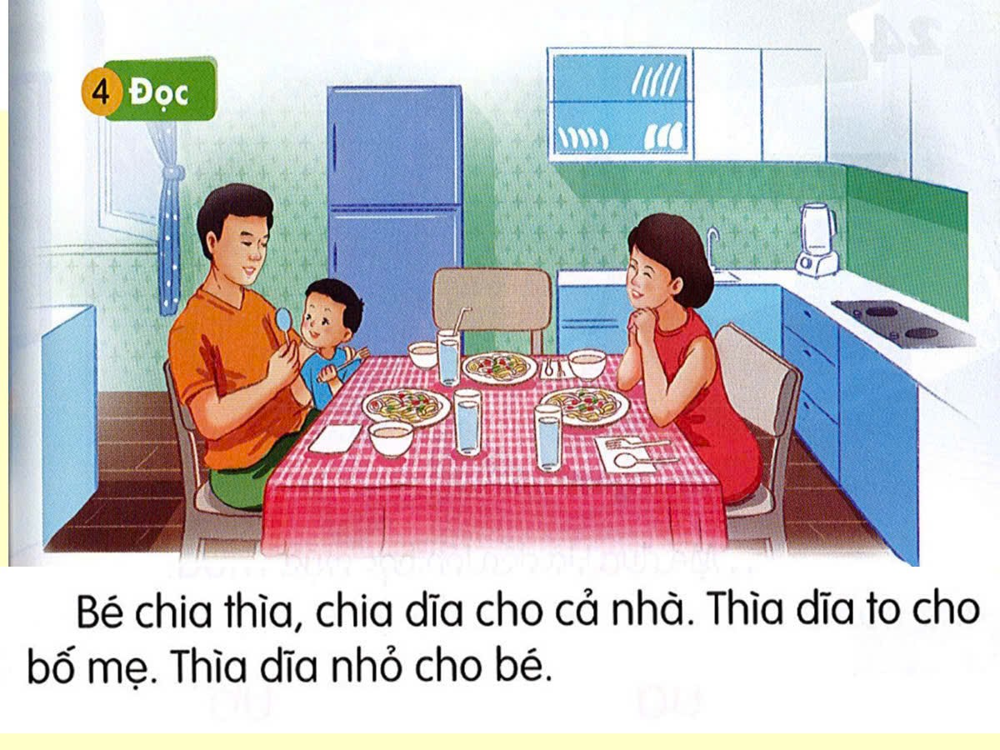 4 Đọc
Bé chia thìa, chia dĩa cho cả nhà. Thìa dĩa to cho
bố mẹ. Thìa dĩa nhỏ cho bé.